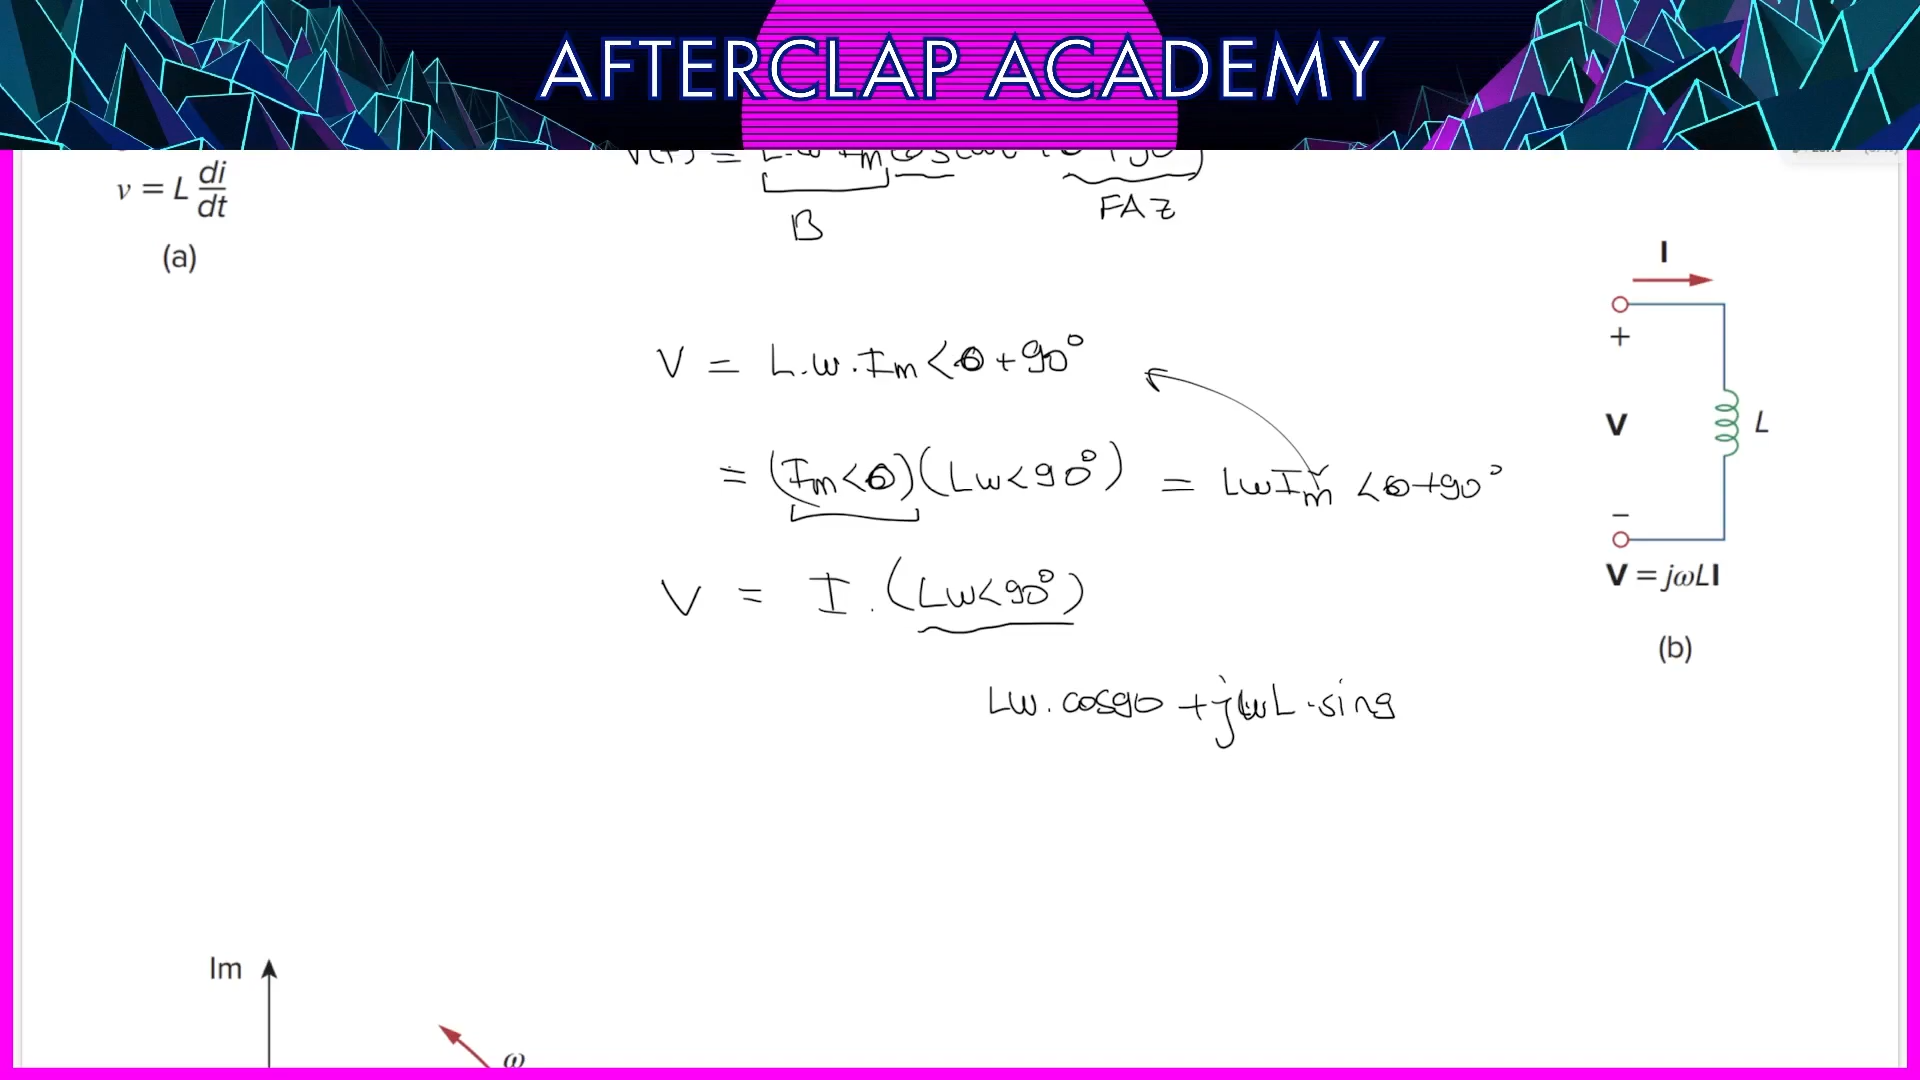 AFTERCLAP ACADEMY
v = L di/dt
(a)
B
FAZ
I
V = L.w.Im<θ+90°
+
= (Im<θ)(Lw<90°) = LwIm <θ+90°
V
L
–
V = I.(Lw<90°)
V = jωLI
(b)
Lw.cos90 +jwL.sin9
Im
ω